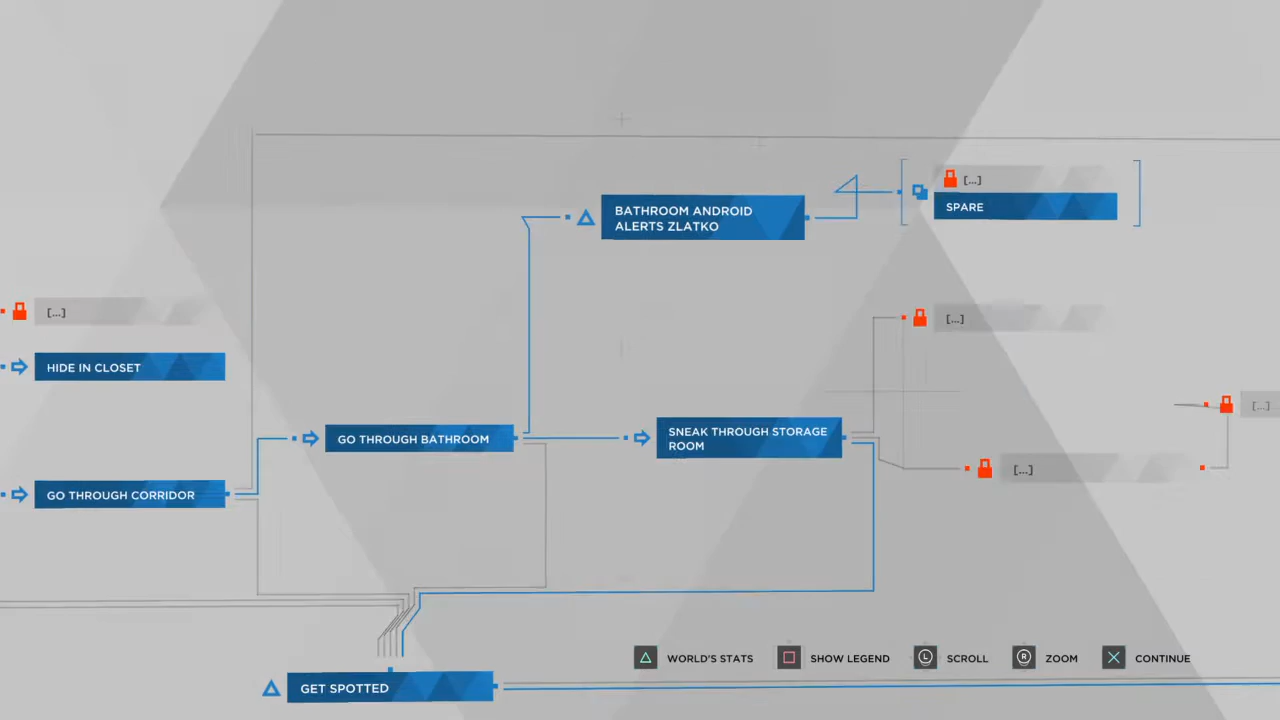 [...]
SPARE
BATHROOM ANDROID
ALERTS ZLATKO
[...]
[...]
HIDE IN CLOSET
[...]
GO THROUGH BATHROOM
SNEAK THROUGH STORAGE
ROOM
[...]
GO THROUGH CORRIDOR
WORLD'S STATS
SHOW LEGEND
L
SCROLL
R
ZOOM
CONTINUE
GET SPOTTED